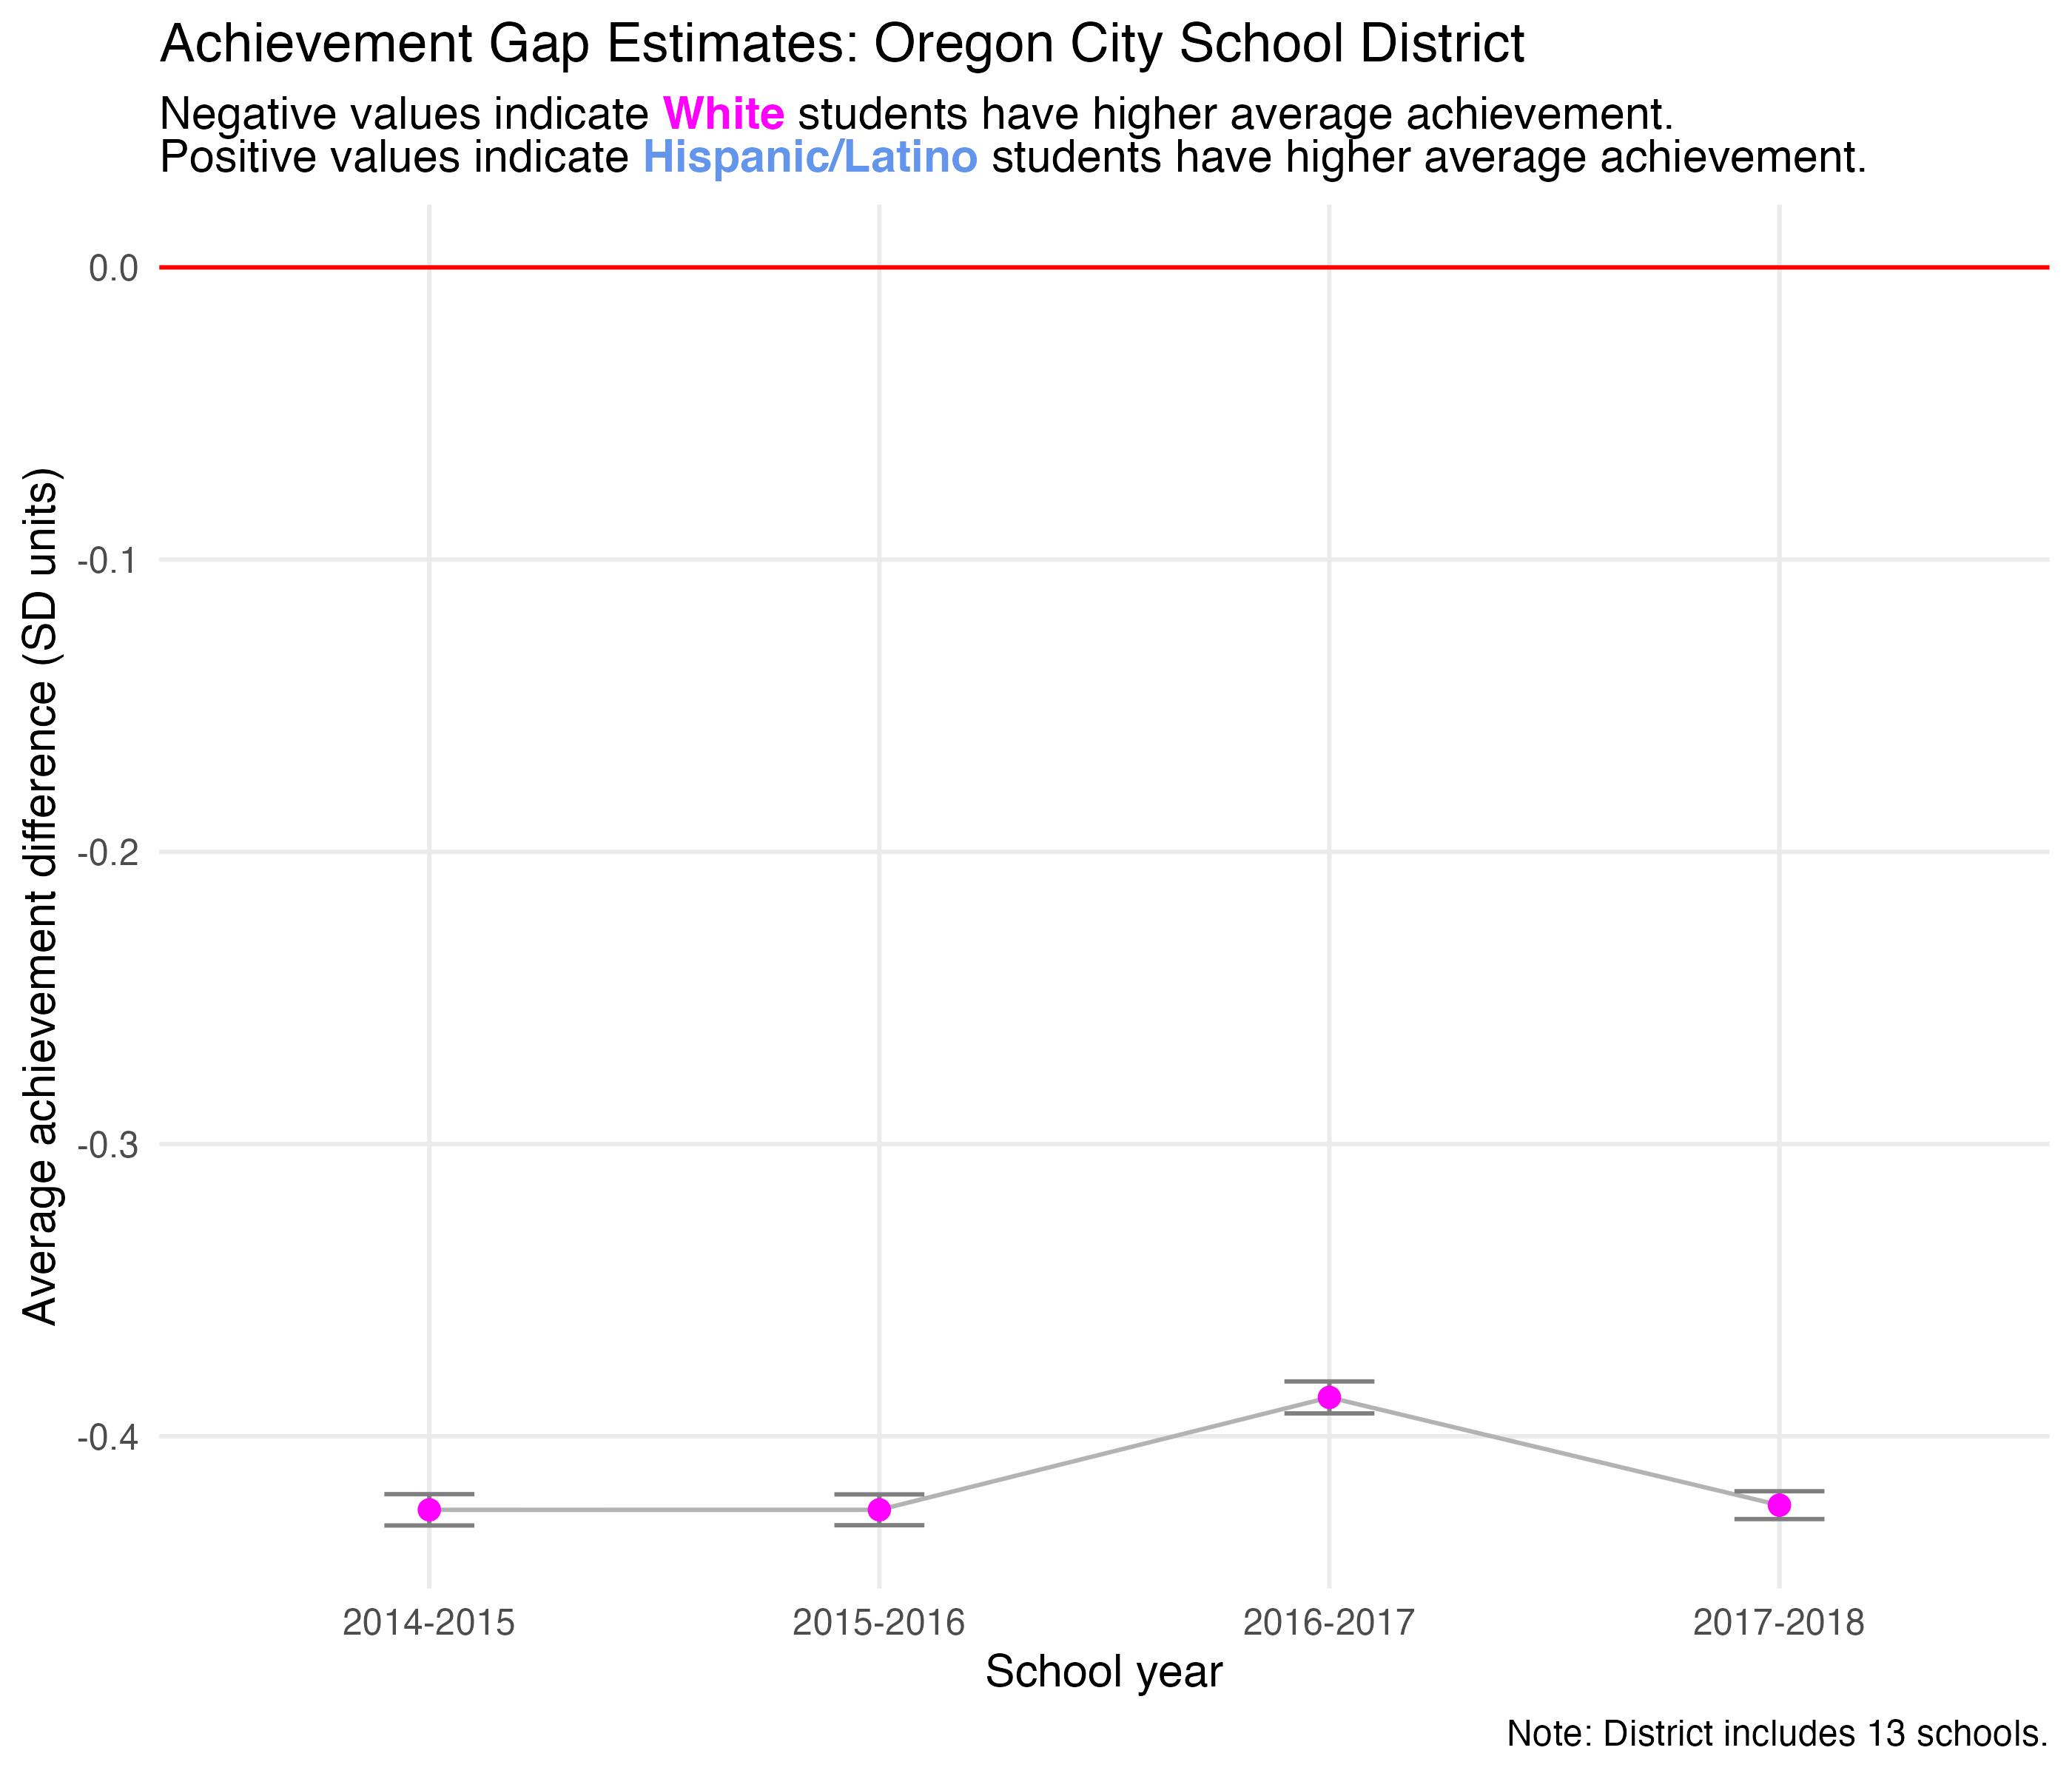 Achievement Gap Estimates: Oregon City School District
Negative values indicate White students have higher average achievement.
Positive values indicate Hispanic/Latino students have higher average achievement.
Average achievement difference (SD units)
0.0
-0.1
-0.2
-0.3
-0.4
2014-2015
2015-2016
2016-2017
2017-2018
School year
Note: District includes 13 schools.